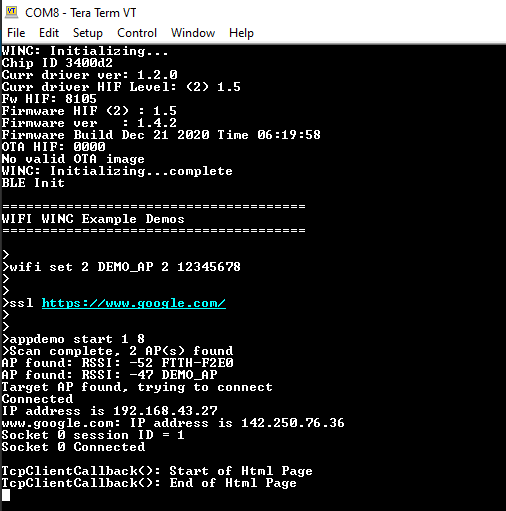 COM8 - Tera Term VT
File Edit Setup Control Window Help
WINC: Initializing...
Chip ID 3400d2
Curr driver ver: 1.2.0
Curr driver HIF Level: (2) 1.5
Fw HIF: 8105
Firmware HIF (2) : 1.5
Firmware ver   : 1.4.2
Firmware Build Dec 21 2020 Time 06:19:58
OTA HIF: 0000
No valid OTA image
WINC: Initializing...complete
BLE Init
=====================================
WIFI WINC Example Demos
=====================================
>
>wifi set 2 DEMO_AP 2 12345678
>
>
>ssl https://www.google.com/
>
>
>appdemo start 1 8
>Scan complete, 2 AP(s) found
AP found: RSSI: -52 FTTH-F2E0
AP found: RSSI: -47 DEMO_AP
Target AP found, trying to connect
Connected
IP address is 192.168.43.27
www.google.com: IP address is 142.250.76.36
Socket 0 session ID = 1
Socket 0 Connected
TcpClientCallback(): Start of Html Page
TcpClientCallback(): End of Html Page